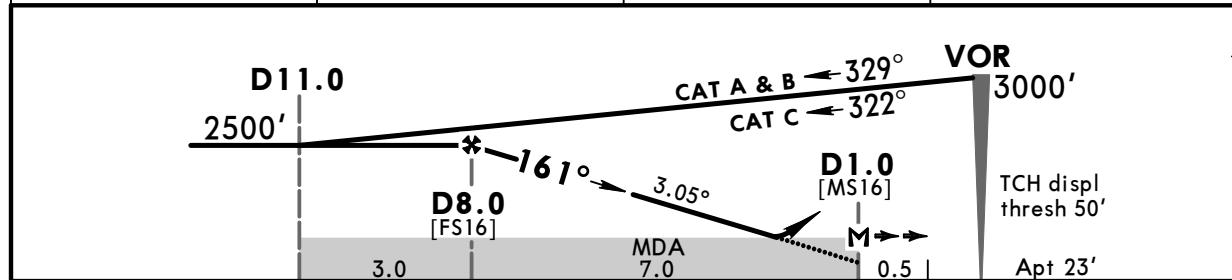 VOR
D11.0
CAT A & B 329°
3000'
CAT C 322°
2500'
161°
D1.0
[MS16]
3.05°
TCH displ
thresh 50'
D8.0
[FS16]
M
MDA
3.0
7.0
0.5
Apt 23'